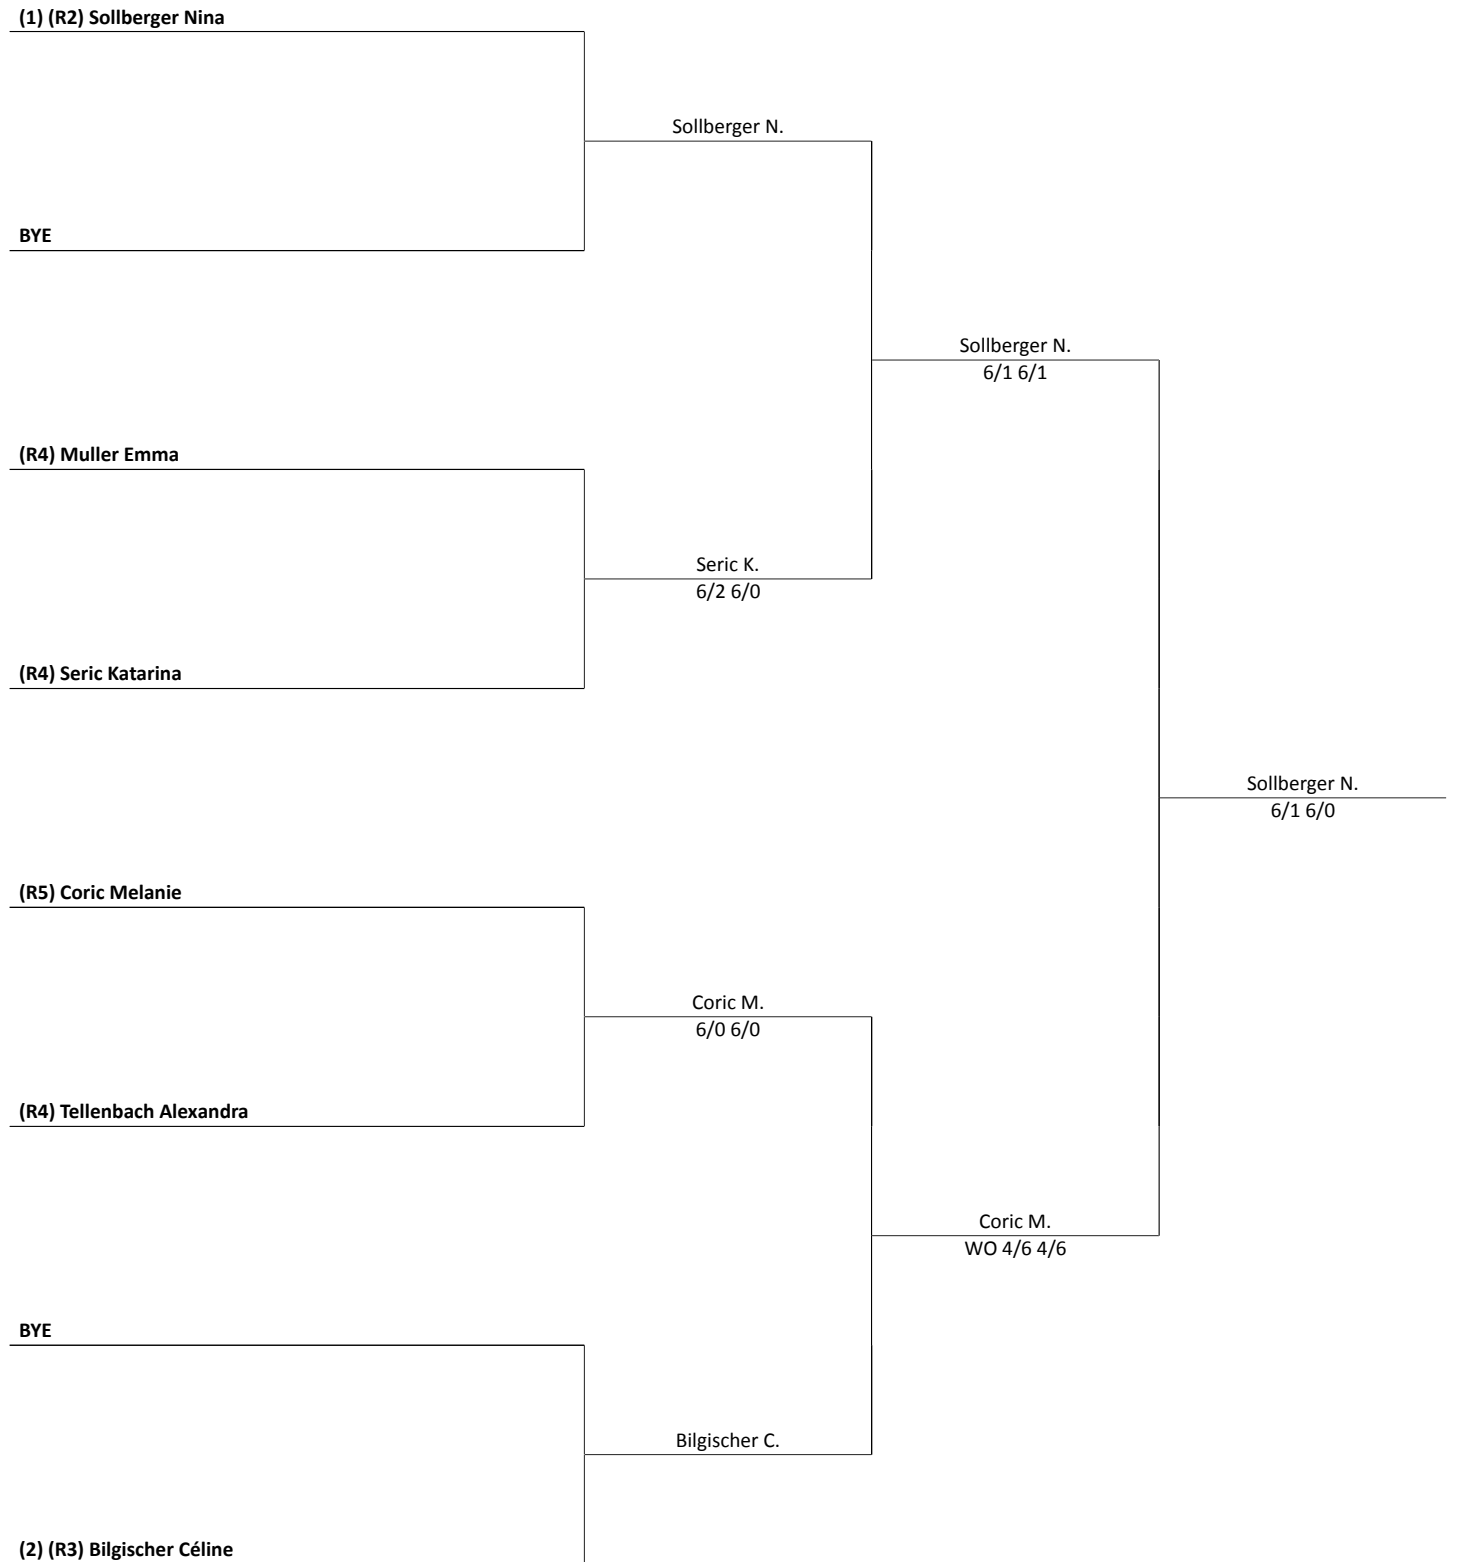 (1) (R2) Sollberger Nina
Sollberger N.
BYE
Sollberger N.
6/1 6/1
(R4) Muller Emma
Seric K.
6/2 6/0
(R4) Seric Katarina
Sollberger N.
6/1 6/0
(R5) Coric Melanie
Coric M.
6/0 6/0
(R4) Tellenbach Alexandra
Coric M.
WO 4/6 4/6
BYE
Bilgischer C.
(2) (R3) Bilgischer Céline